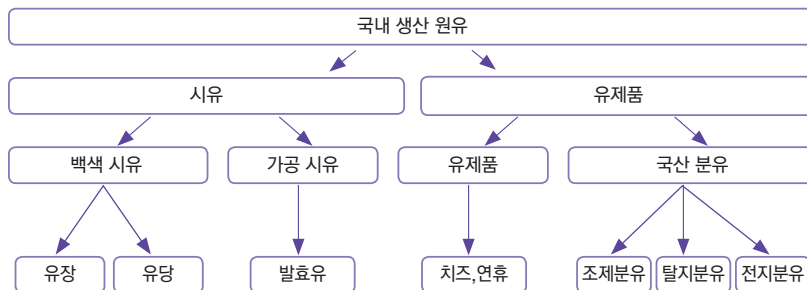 국내 생산 원유
시유
유제품
백색 시유
가공 시유
유제품
국산 분유
유장
유당
발효유
치즈,연휴
조제분유
탈지분유
전지분유